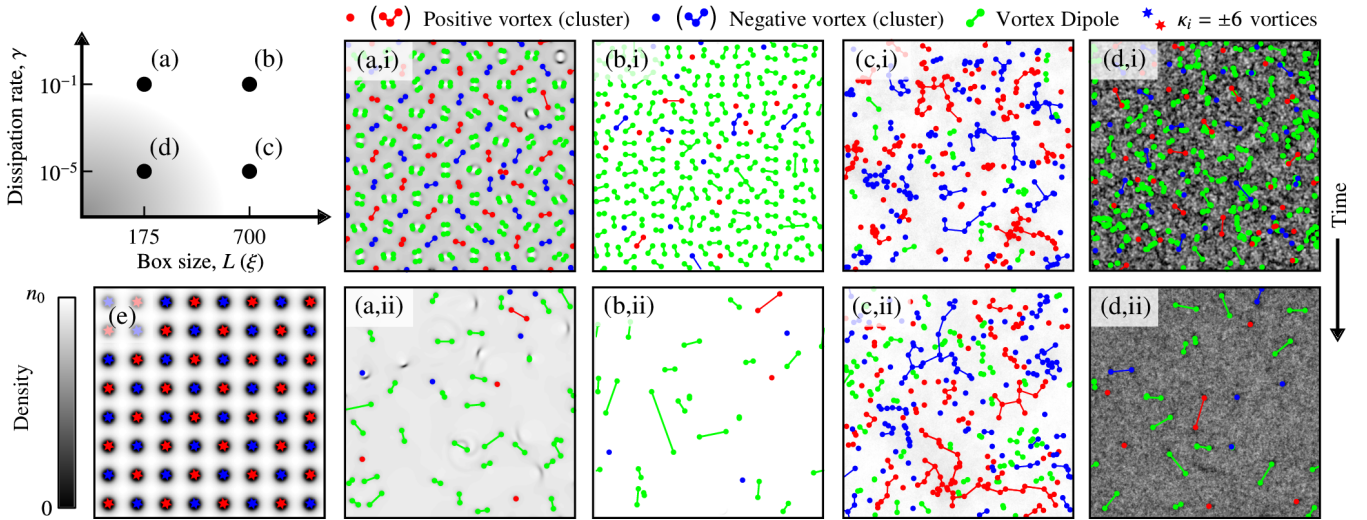 ( ) Positive vortex (cluster) ( ) Negative vortex (cluster) Vortex Dipole κᵢ = ±6 vortices
Dissipation rate, γ
10⁻¹
10⁻⁵
(a) (b)
(d) (c)
175 700
Box size, L (ξ)
(a,i) (b,i) (c,i) (d,i)
Time
n₀
Density
0
(e) (a,ii) (b,ii) (c,ii) (d,ii)